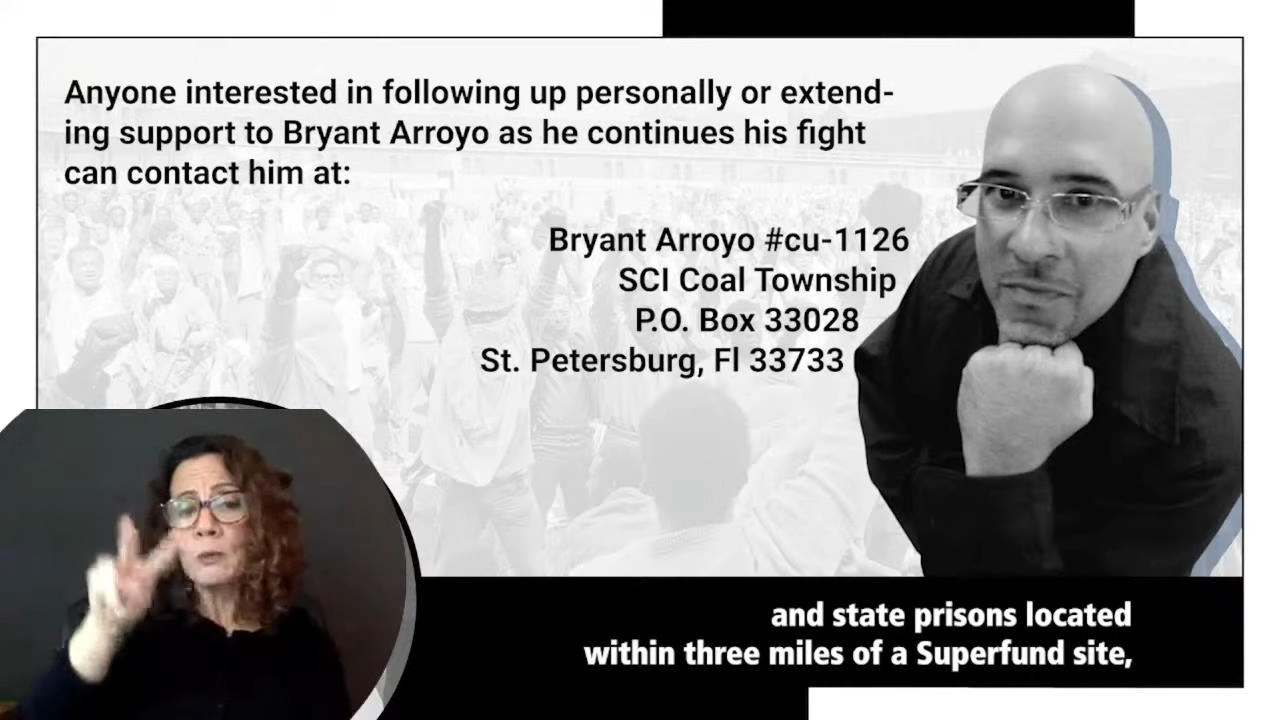 Anyone interested in following up personally or extend-
ing support to Bryant Arroyo as he continues his fight
can contact him at:
Bryant Arroyo #cu-1126
SCI Coal Township
P.O. Box 33028
St. Petersburg, Fl 33733
and state prisons located
within three miles of a Superfund site,